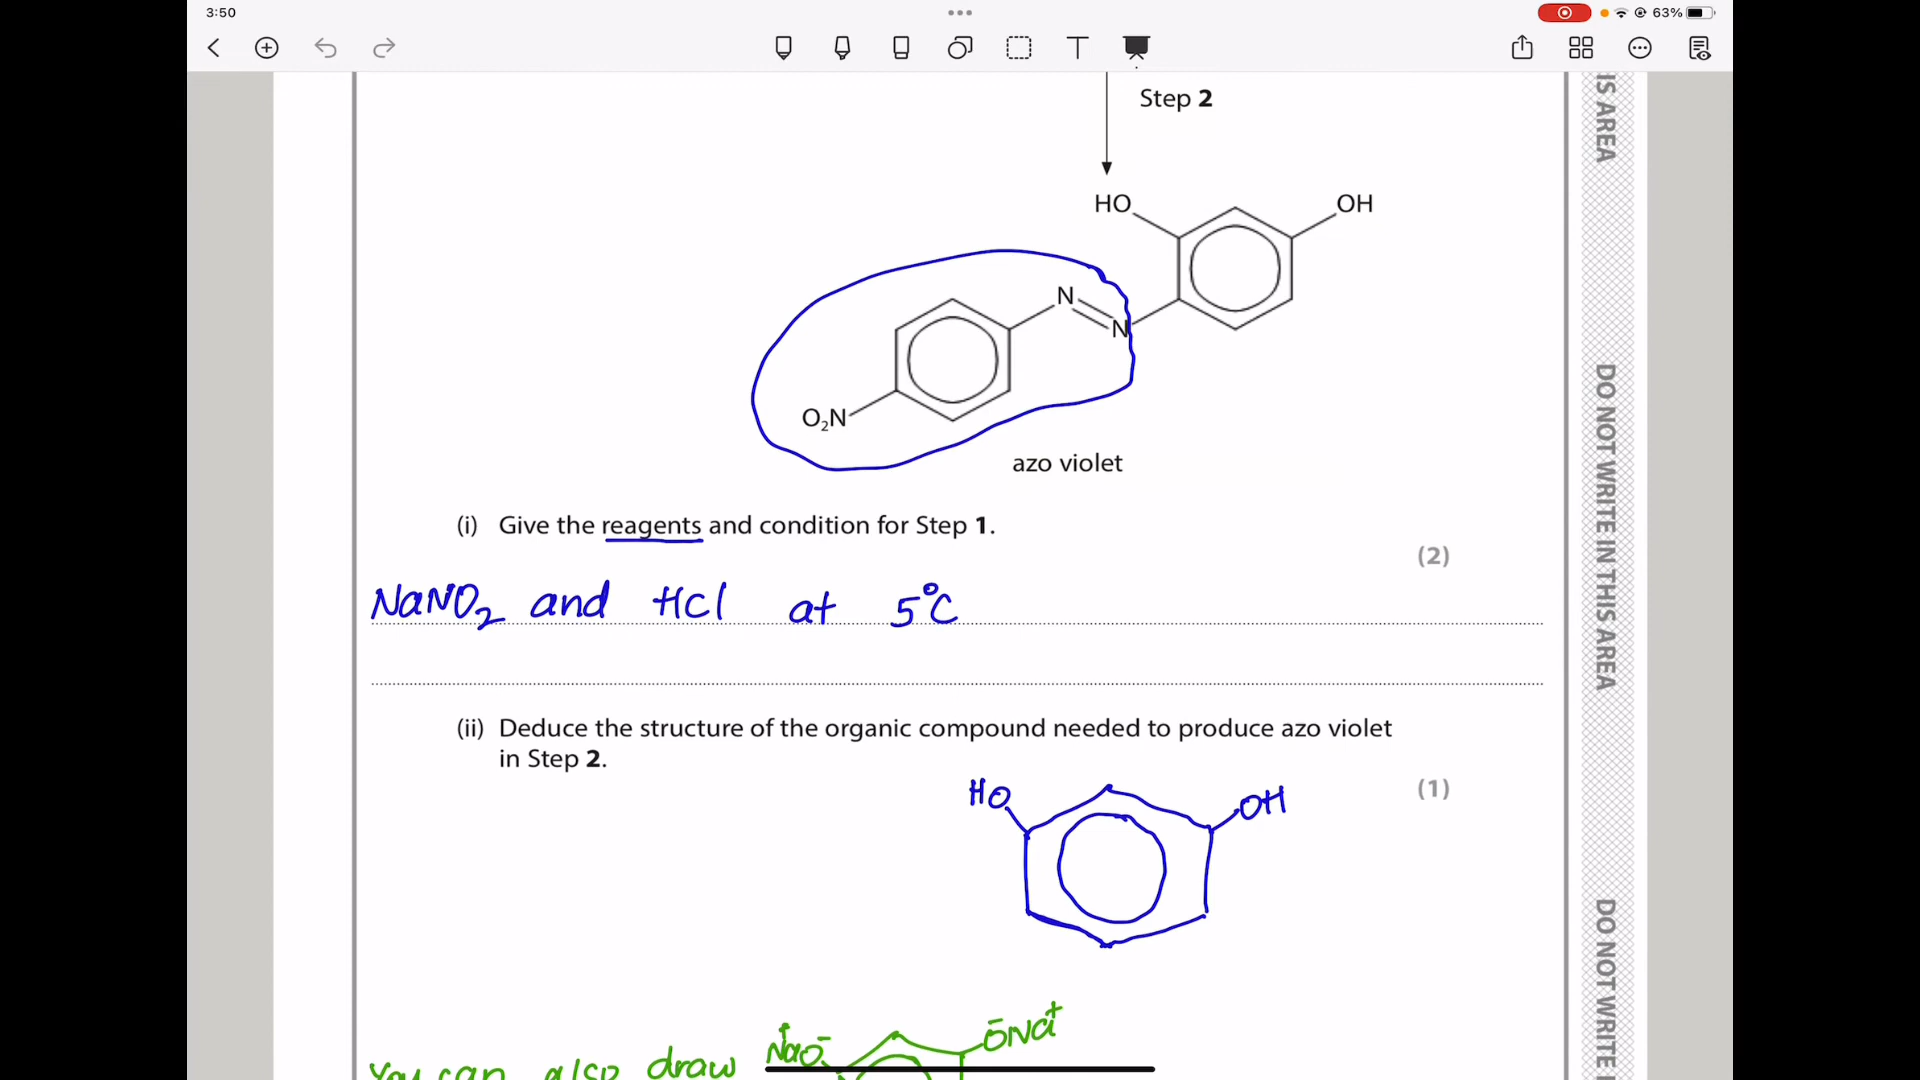 3:50
63%
Step 2
HO
OH
N
N
O₂N
azo violet
(i) Give the reagents and condition for Step 1.
(2)
NaNO₂ and HCl at 5°C
(ii) Deduce the structure of the organic compound needed to produce azo violet
in Step 2.
(1)
HO
OH
You can also draw
Na⁺O⁻
O⁻Na⁺
IS AREA
DO NOT WRITE IN THIS AREA
DO NOT WRITE I